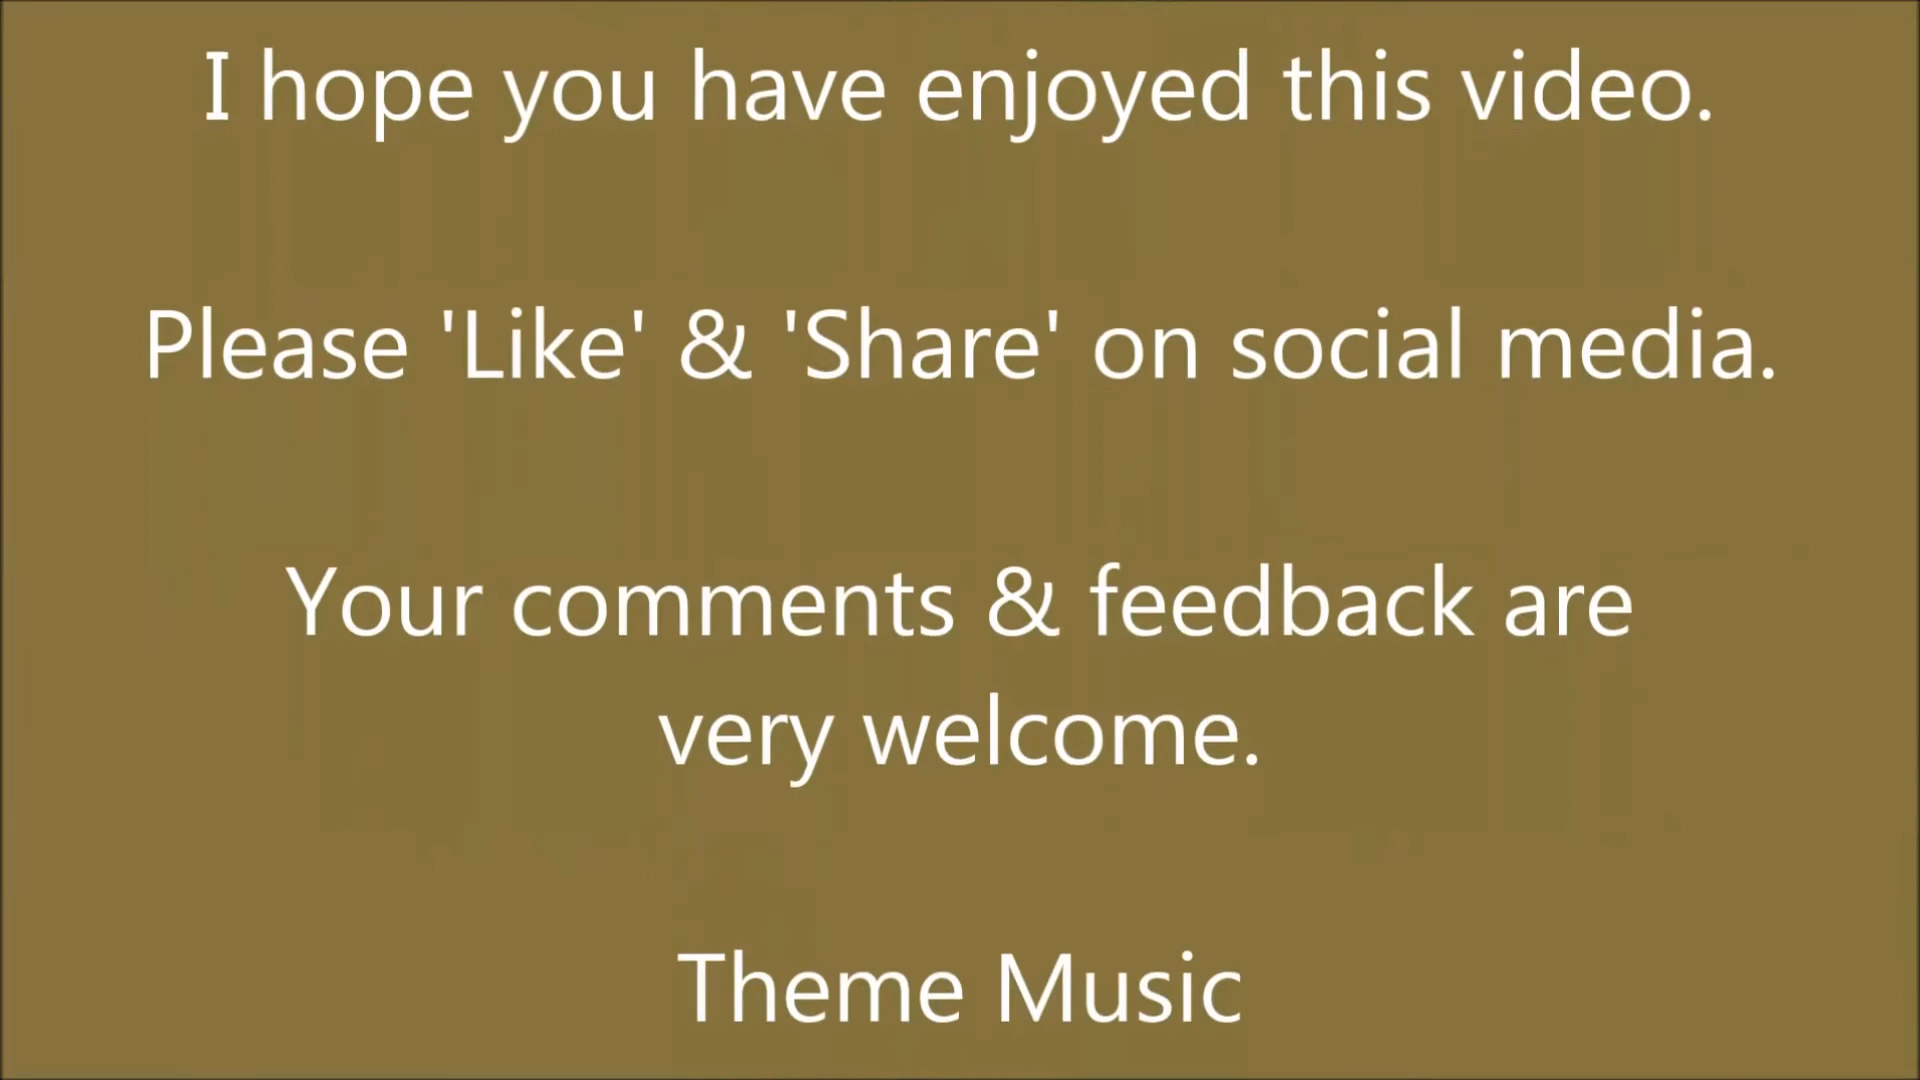 I hope you have enjoyed this video.
Please 'Like' & 'Share' on social media.
Your comments & feedback are
very welcome.
Theme Music